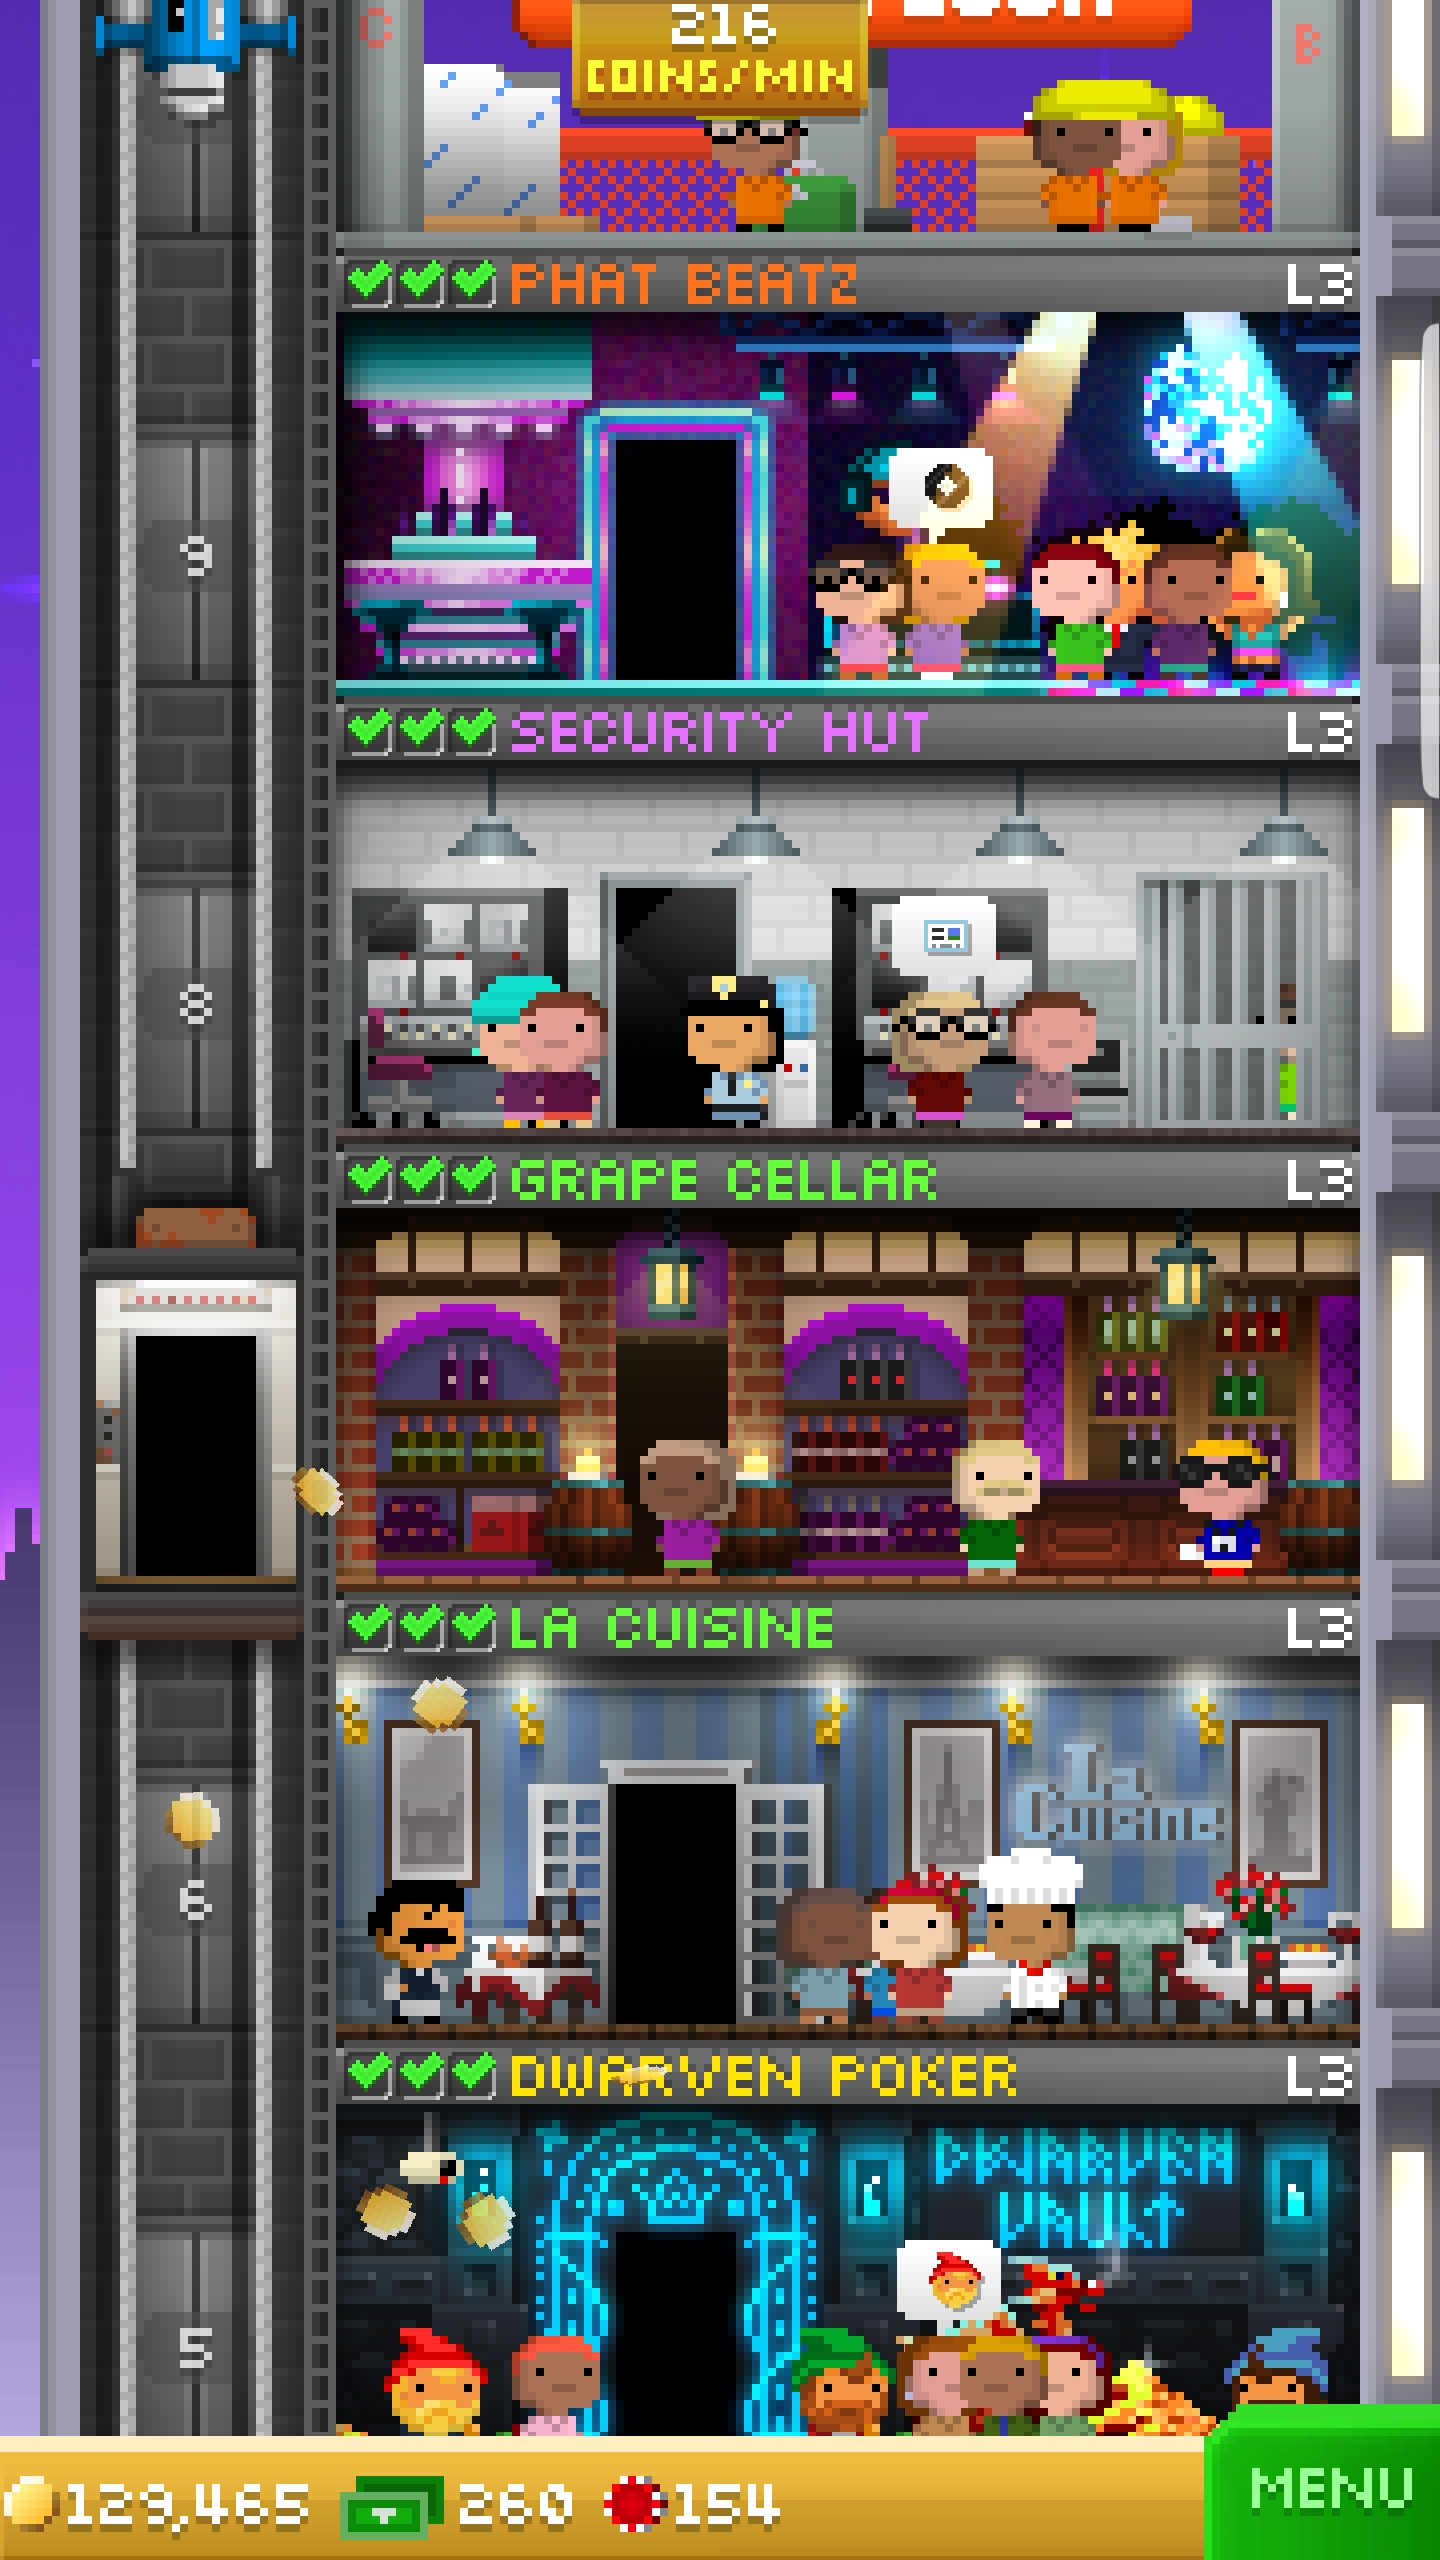 C
B
216
COINS/MIN
PHAT BEATZ L3
9
SECURITY HUT L3
8
GRAPE CELLAR L3
LA CUISINE L3
La
Cuisine
6
DWARVEN POKER L3
DWARVEN
VAULT
5
129,465 260 154
MENU